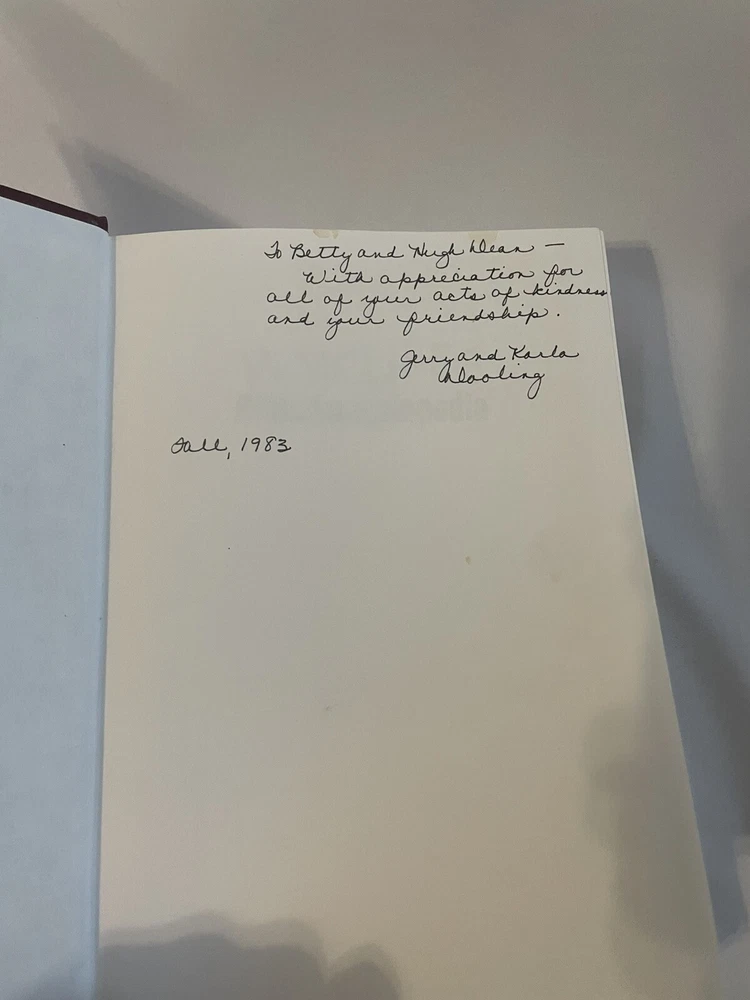 To Betty and Hugh Dean —
With appreciation for
all of your acts of kindness
and your friendship.
Jerry and Karla
Dooling
Fall, 1983